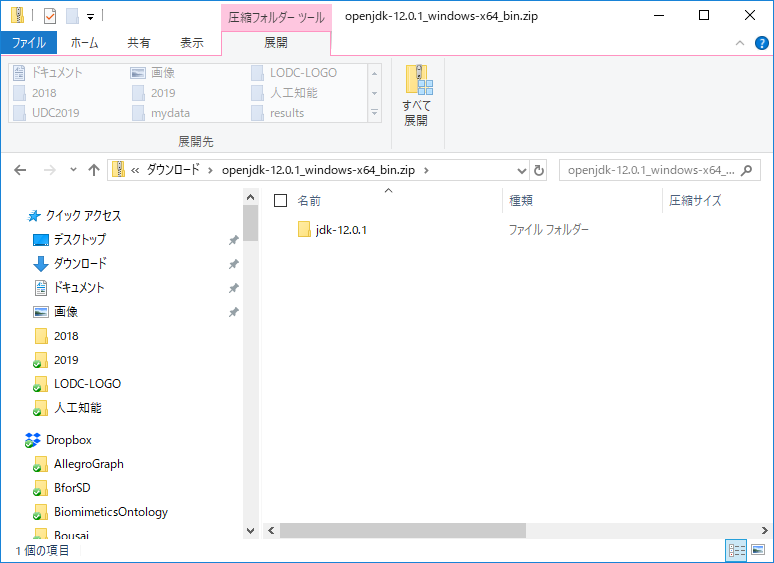 圧縮フォルダー ツール
openjdk-12.0.1_windows-x64_bin.zip
ファイル
ホーム
共有
表示
展開
ドキュメント
画像
LODC-LOGO
2018
2019
人工知能
UDC2019
mydata
results
展開先
すべて
展開
« ダウンロード › openjdk-12.0.1_windows-x64_bin.zip ›
openjdk-12.0.1_windows-x64_...
名前
種類
圧縮サイズ
jdk-12.0.1
ファイル フォルダー
クイック アクセス
デスクトップ
ダウンロード
ドキュメント
画像
2018
2019
LODC-LOGO
人工知能
Dropbox
AllegroGraph
BforSD
BiomimeticsOntology
Bousai
1 個の項目